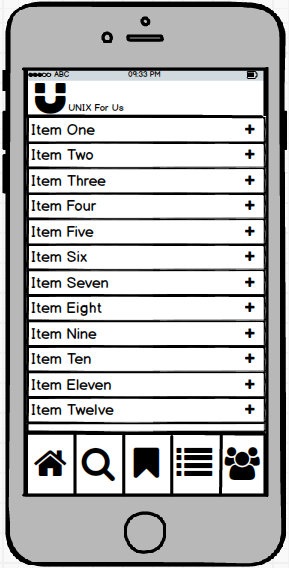 ABC 09:33 PM
U UNIX For Us
Item One +
Item Two +
Item Three +
Item Four +
Item Five +
Item Six +
Item Seven +
Item Eight +
Item Nine +
Item Ten +
Item Eleven +
Item Twelve +